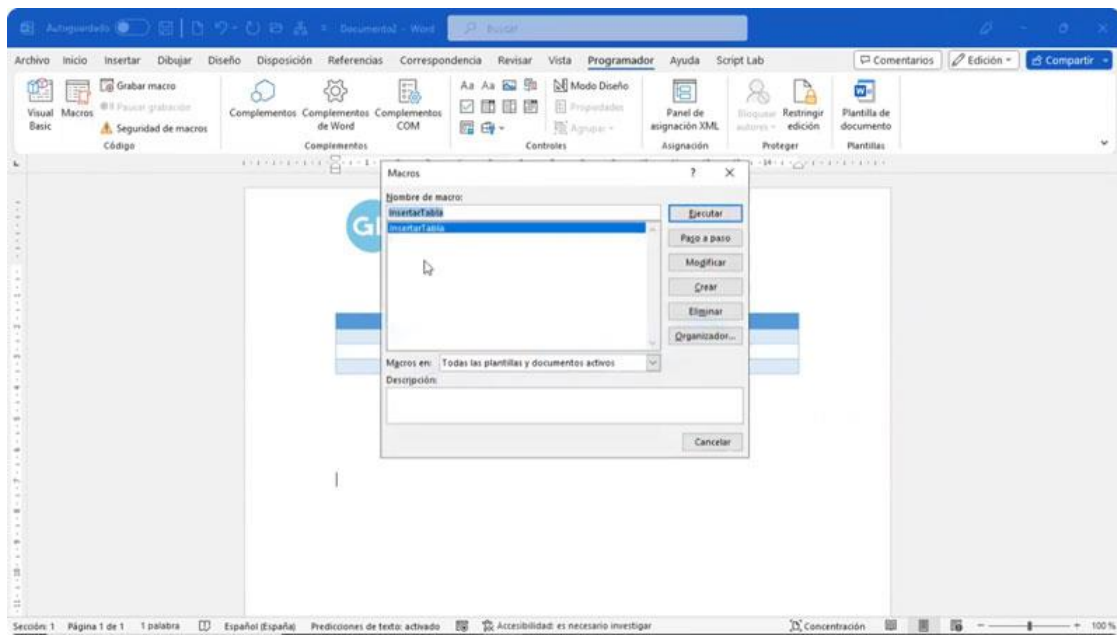 Autoguardado
Documento2 - Word
Buscar
Archivo Inicio Insertar Dibujar Diseño Disposición Referencias Correspondencia Revisar Vista Programador Ayuda Script Lab
Comentarios Edición Compartir
Visual Basic
Macros
Grabar macro
Pausar grabación
Seguridad de macros
Código
Complementos
Complementos de Word
Complementos COM
Complementos
Aa Aa
Modo Diseño
Propiedades
Agrupar
Controles
Panel de asignación XML
Asignación
Bloquear autores
Restringir edición
Proteger
Plantilla de documento
Plantillas
Macros
? ×
Nombre de macro:
InsertarTabla
InsertarTabla
Ejecutar
Paso a paso
Modificar
Crear
Eliminar
Organizador...
Macros en: Todas las plantillas y documentos activos
Descripción:
Cancelar
Sección: 1 Página 1 de 1 1 palabra Español (España) Predicciones de texto: activado Accesibilidad: es necesario investigar Concentración 100 %